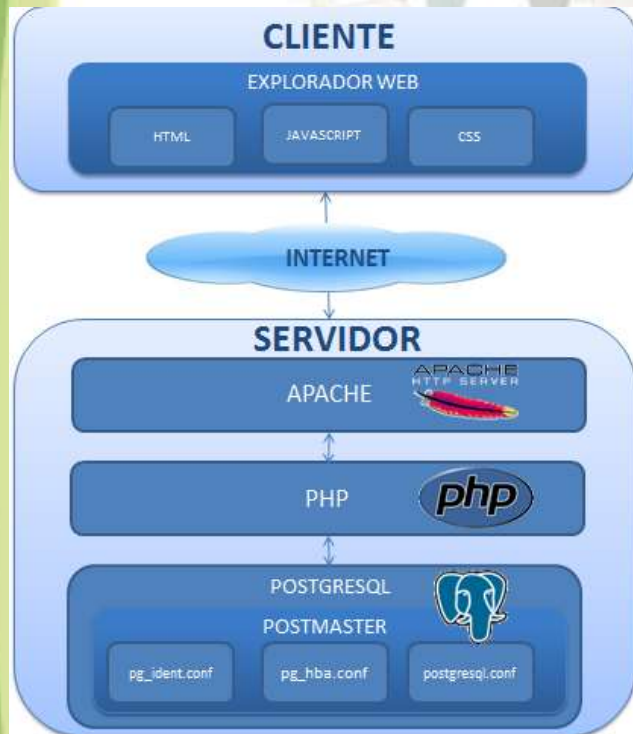 CLIENTE
EXPLORADOR WEB
HTML
JAVASCRIPT
CSS
INTERNET
SERVIDOR
APACHE
APACHE
HTTP SERVER
PHP
php
POSTGRESQL
POSTMASTER
pg_ident.conf
pg_hba.conf
postgresql.conf